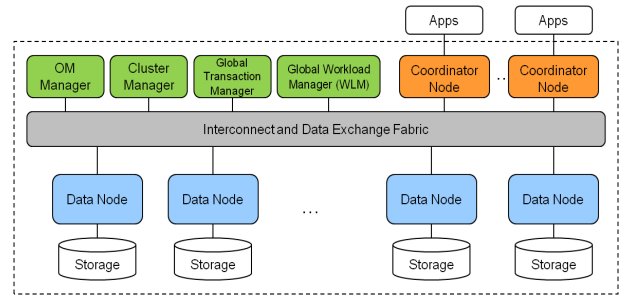 Apps
Apps
OM
Manager
Cluster
Manager
Global
Transaction
Manager
Global Workload
Manager (WLM)
Coordinator
Node
..
Coordinator
Node
Interconnect and Data Exchange Fabric
Data Node
Data Node
...
Data Node
Data Node
Storage
Storage
Storage
Storage